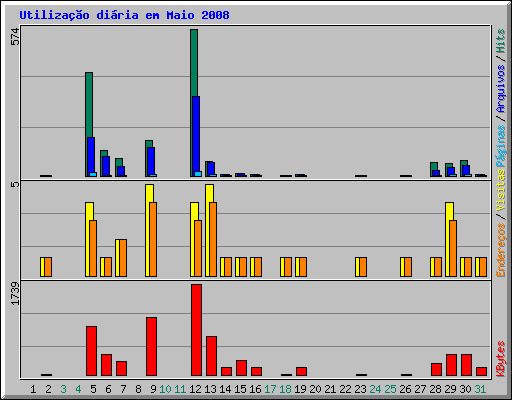 Utilização diária em Maio 2008
574
5
1739
Hits
/
Arquivos
/
Páginas
Visitas
/
Endereços
KBytes
1 2 3 4 5 6 7 8 9 10 11 12 13 14 15 16 17 18 19 20 21 22 23 24 25 26 27 28 29 30 31